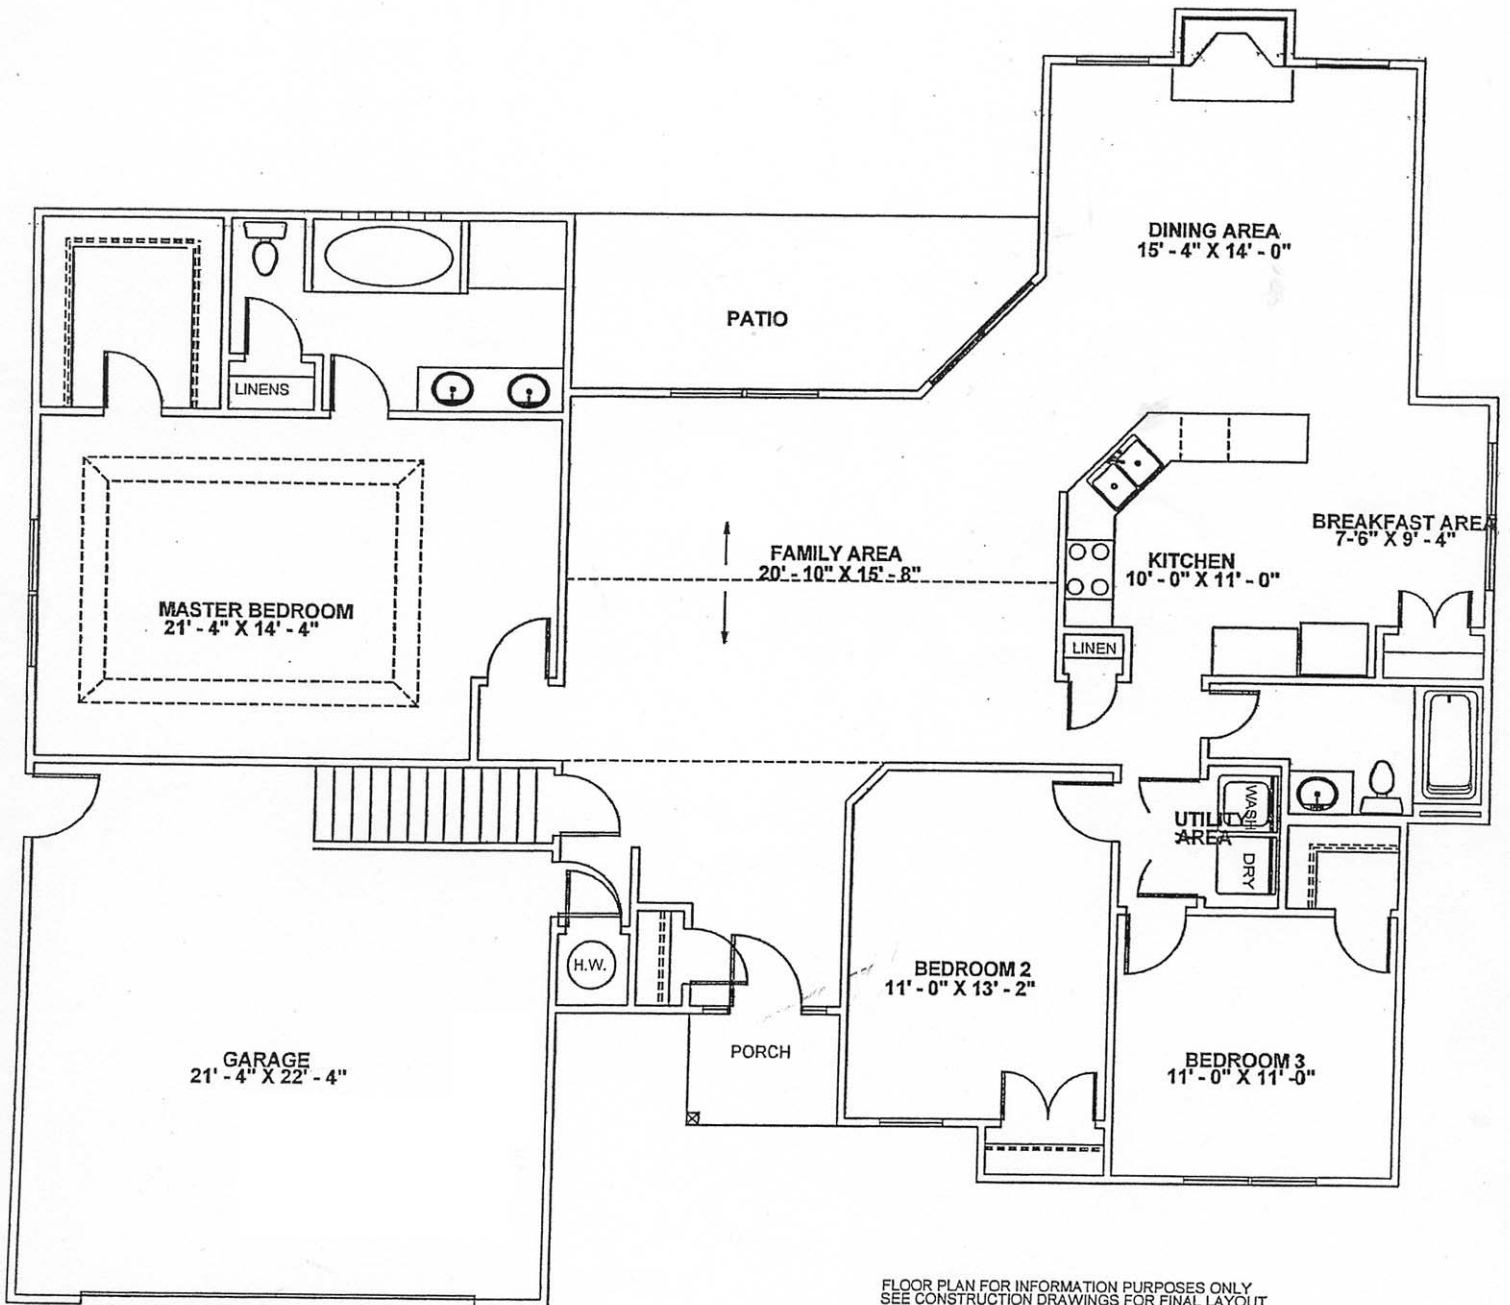 DINING AREA
15' - 4" X 14' - 0"
PATIO
LINENS
BREAKFAST AREA
7-'6" X 9' - 4"
FAMILY AREA
20' - 10" X 15' - 8"
KITCHEN
10' - 0" X 11' - 0"
MASTER BEDROOM
21' - 4" X 14' - 4"
LINEN
WASH
UTILITY
AREA
DRY
H.W.
BEDROOM 2
11' - 0" X 13' - 2"
PORCH
GARAGE
21' - 4" X 22' - 4"
BEDROOM 3
11' - 0" X 11' -0"
FLOOR PLAN FOR INFORMATION PURPOSES ONLY
SEE CONSTRUCTION DRAWINGS FOR FINAL LAYOUT